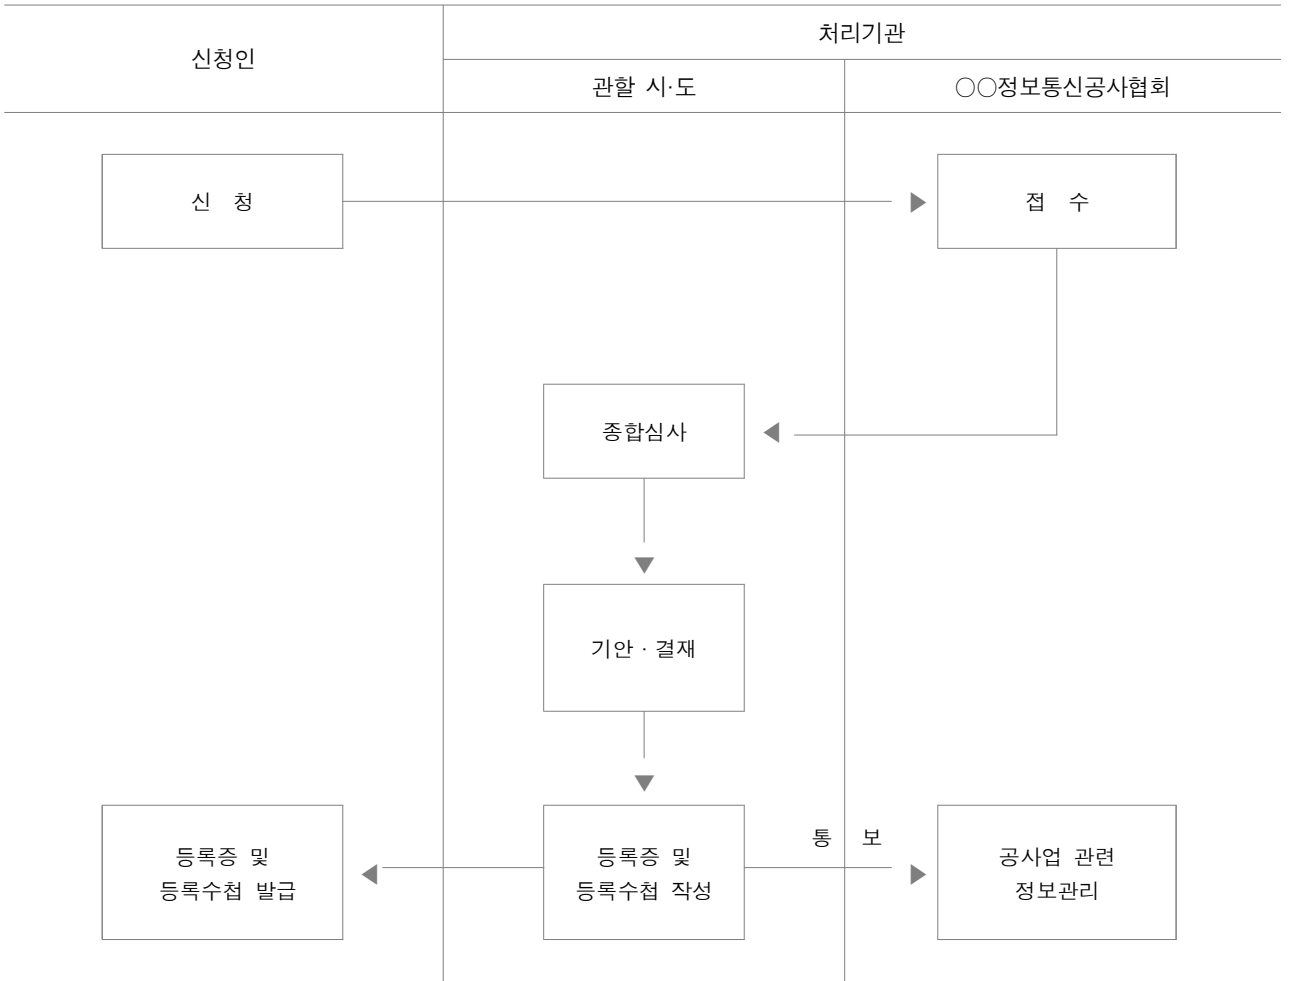 신청인
처리기관
관할 시·도
○○정보통신공사협회
신 청
접 수
종합심사
기안 · 결재
등록증 및
등록수첩 발급
등록증 및
등록수첩 작성
통 보
공사업 관련
정보관리